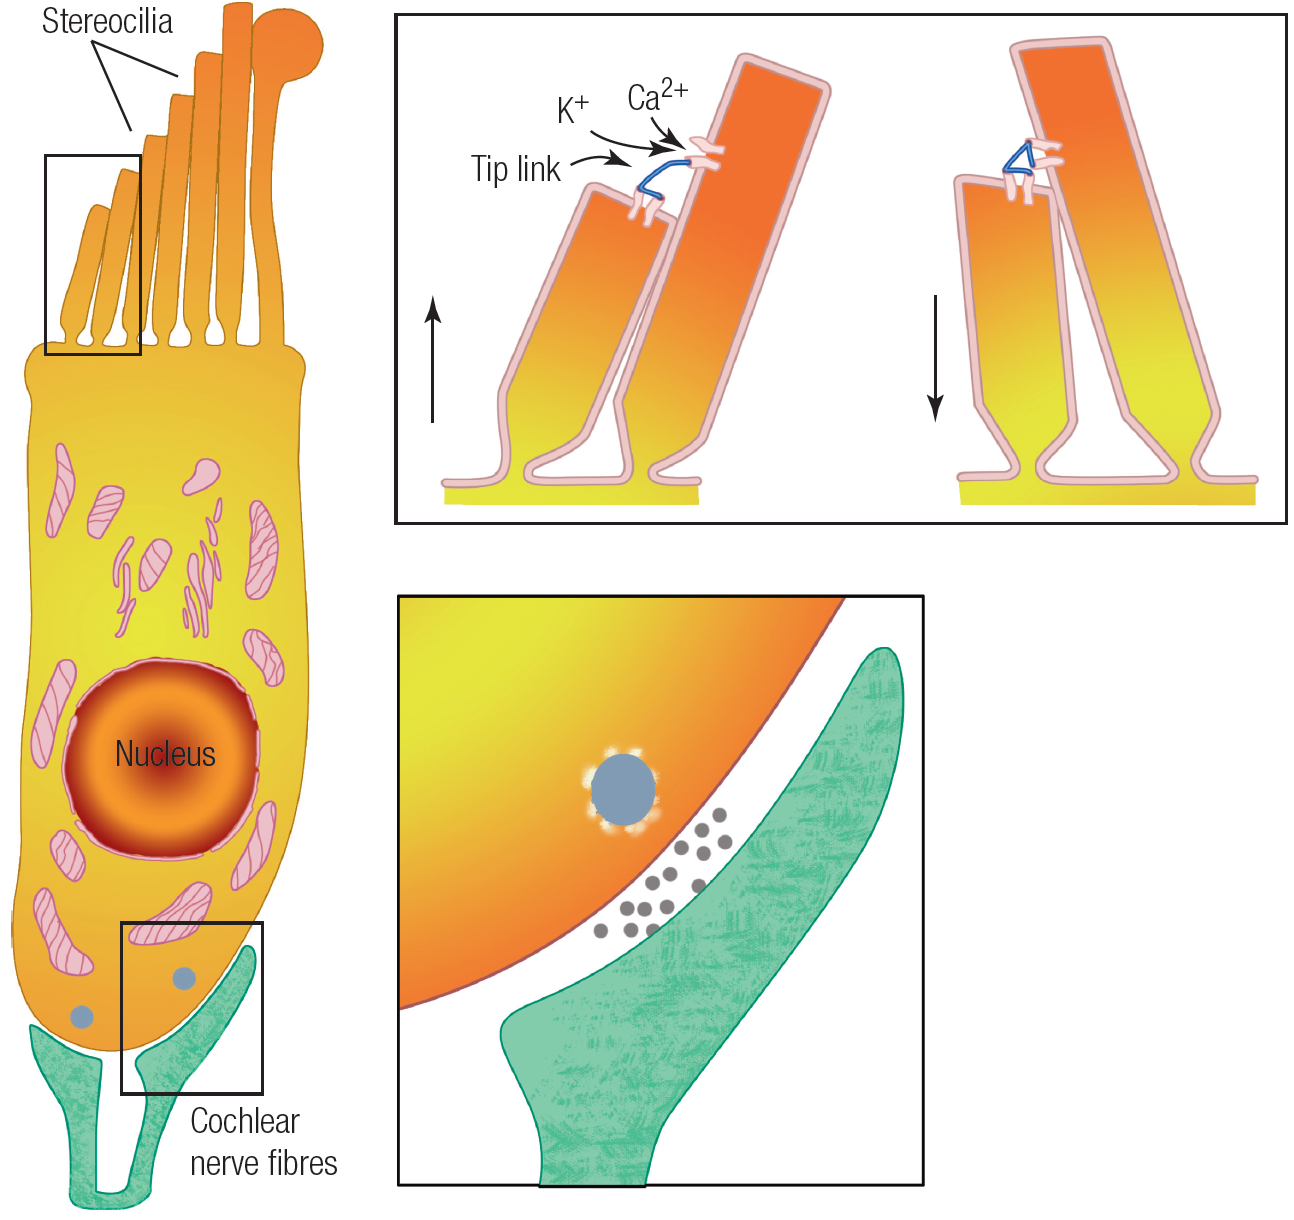 Stereocilia
K⁺
Ca²⁺
Tip link
Nucleus
Cochlear
nerve fibres